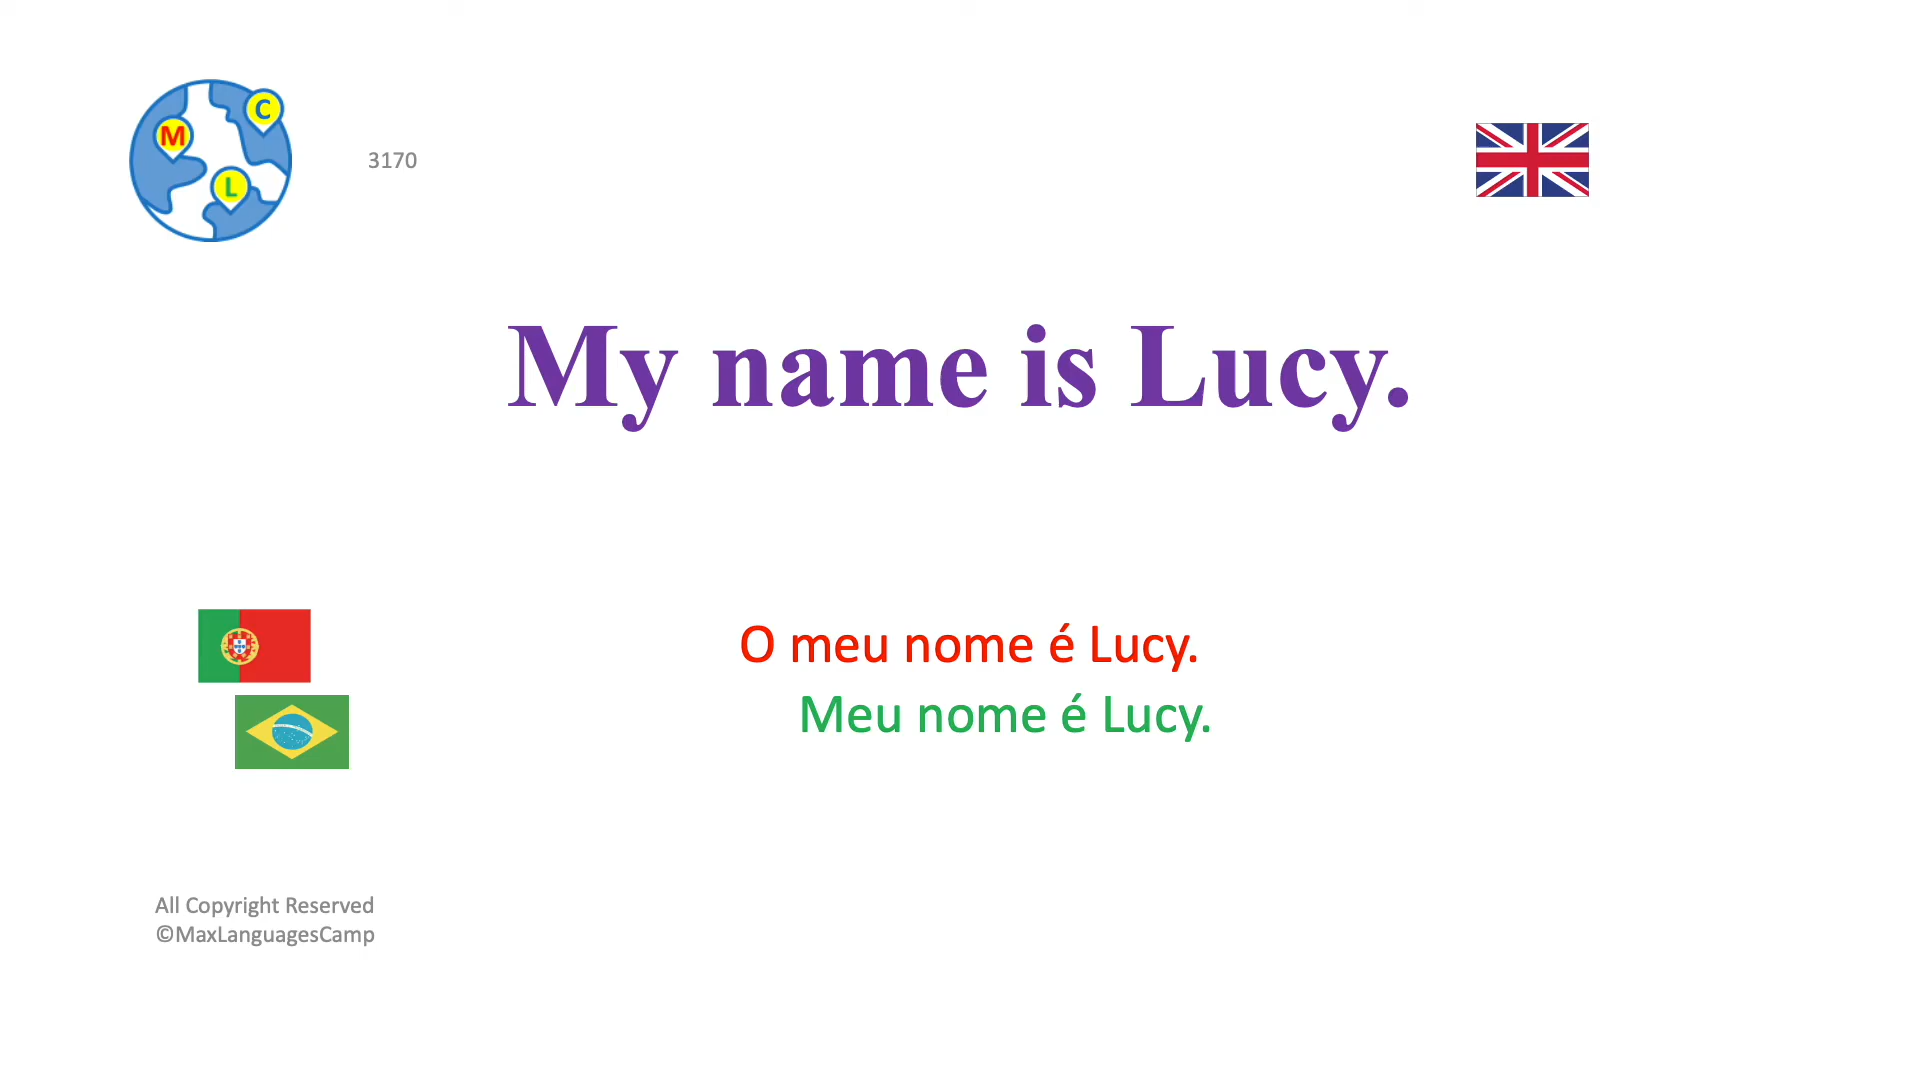 M
C
L
3170
My name is Lucy.
O meu nome é Lucy.
Meu nome é Lucy.
All Copyright Reserved
©MaxLanguagesCamp